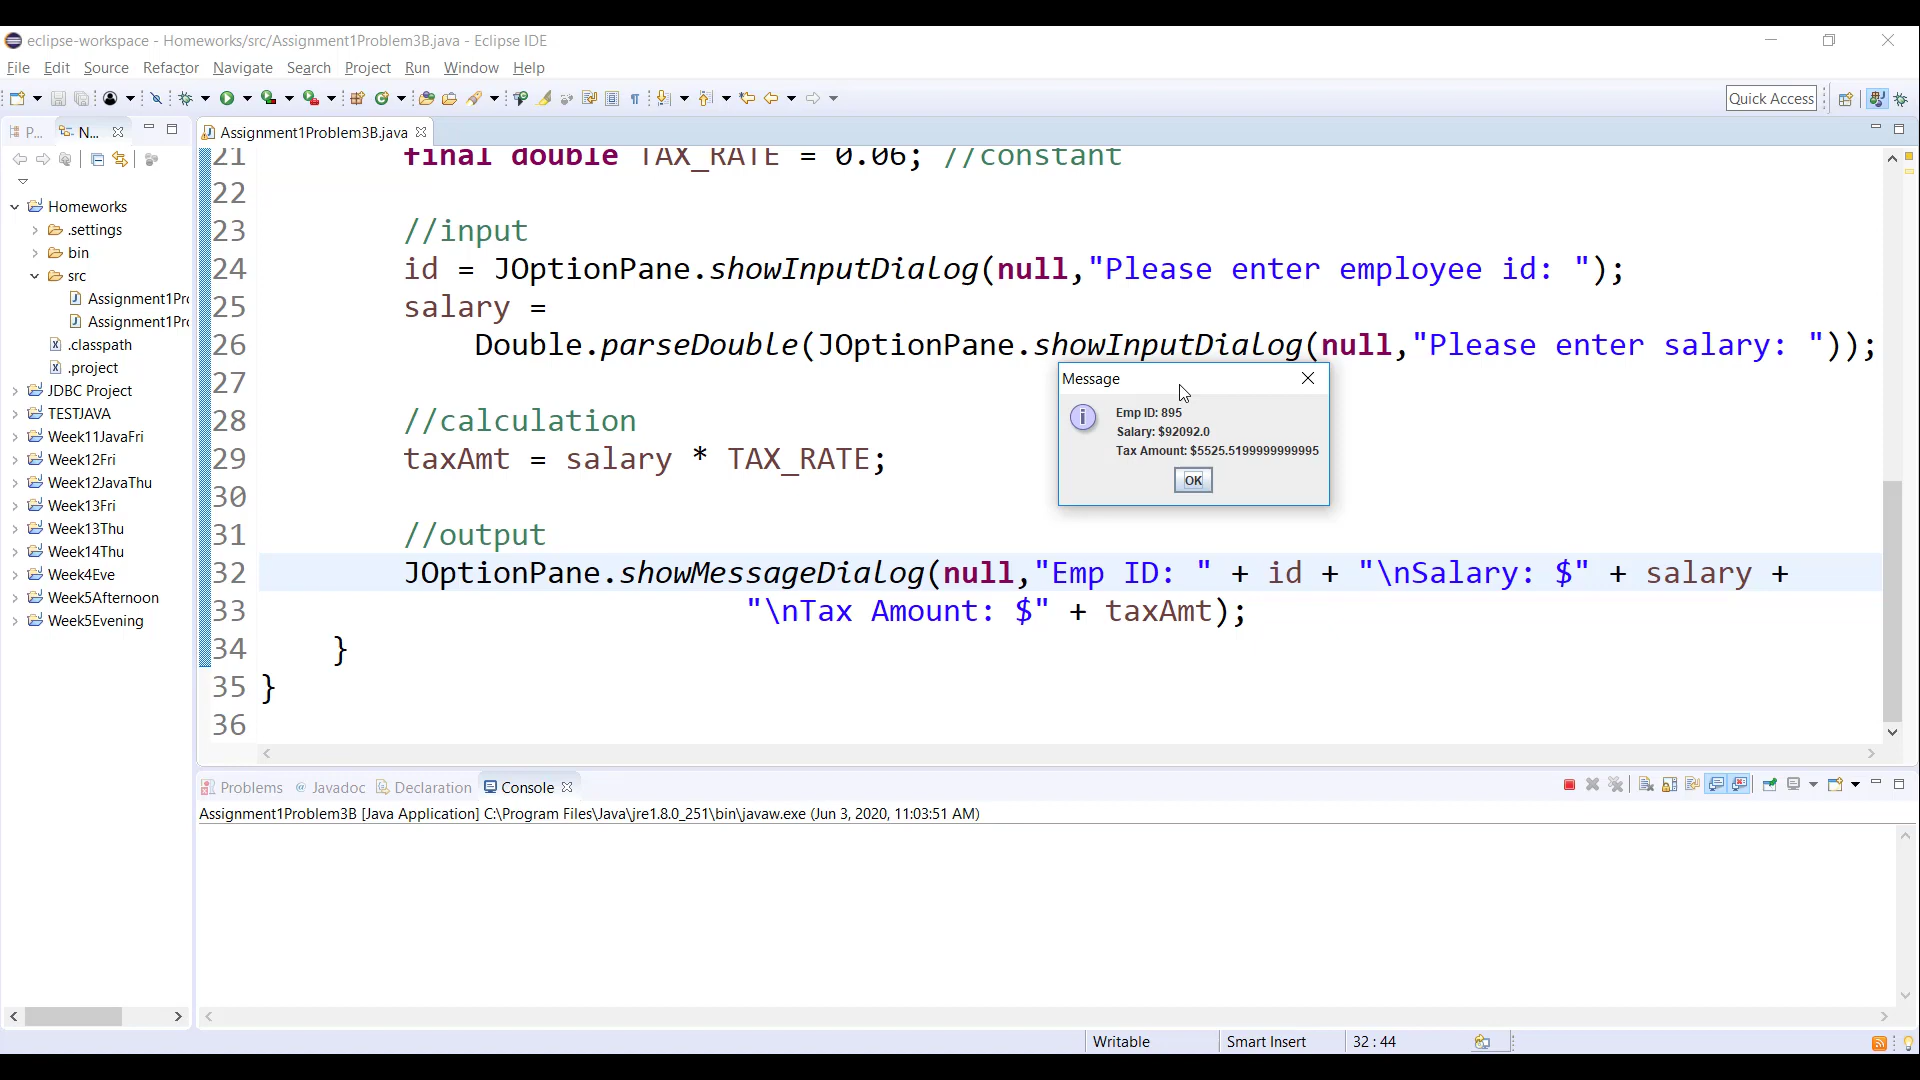 eclipse-workspace - Homeworks/src/Assignment1Problem3B.java - Eclipse IDE
File Edit Source Refactor Navigate Search Project Run Window Help
Quick Access
P... N... Assignment1Problem3B.java
Homeworks
.settings
bin
src
Assignment1Pro
Assignment1Pro
.classpath
.project
JDBC Project
TESTJAVA
Week11JavaFri
Week12Fri
Week12JavaThu
Week13Fri
Week13Thu
Week14Thu
Week4Eve
Week5Afternoon
Week5Evening
21 final double TAX_RATE = 0.06; //constant
22
23 //input
24 id = JOptionPane.showInputDialog(null,"Please enter employee id: ");
25 salary =
26 Double.parseDouble(JOptionPane.showInputDialog(null,"Please enter salary: "));
27
28 //calculation
29 taxAmt = salary * TAX_RATE;
30
31 //output
32 JOptionPane.showMessageDialog(null,"Emp ID: " + id + "\nSalary: $" + salary +
33 "\nTax Amount: $" + taxAmt);
34 }
35 }
36
Message
Emp ID: 895
Salary: $92092.0
Tax Amount: $5525.5199999999995
OK
Problems @ Javadoc Declaration Console
Assignment1Problem3B [Java Application] C:\Program Files\Java\jre1.8.0_251\bin\javaw.exe (Jun 3, 2020, 11:03:51 AM)
Writable Smart Insert 32 : 44